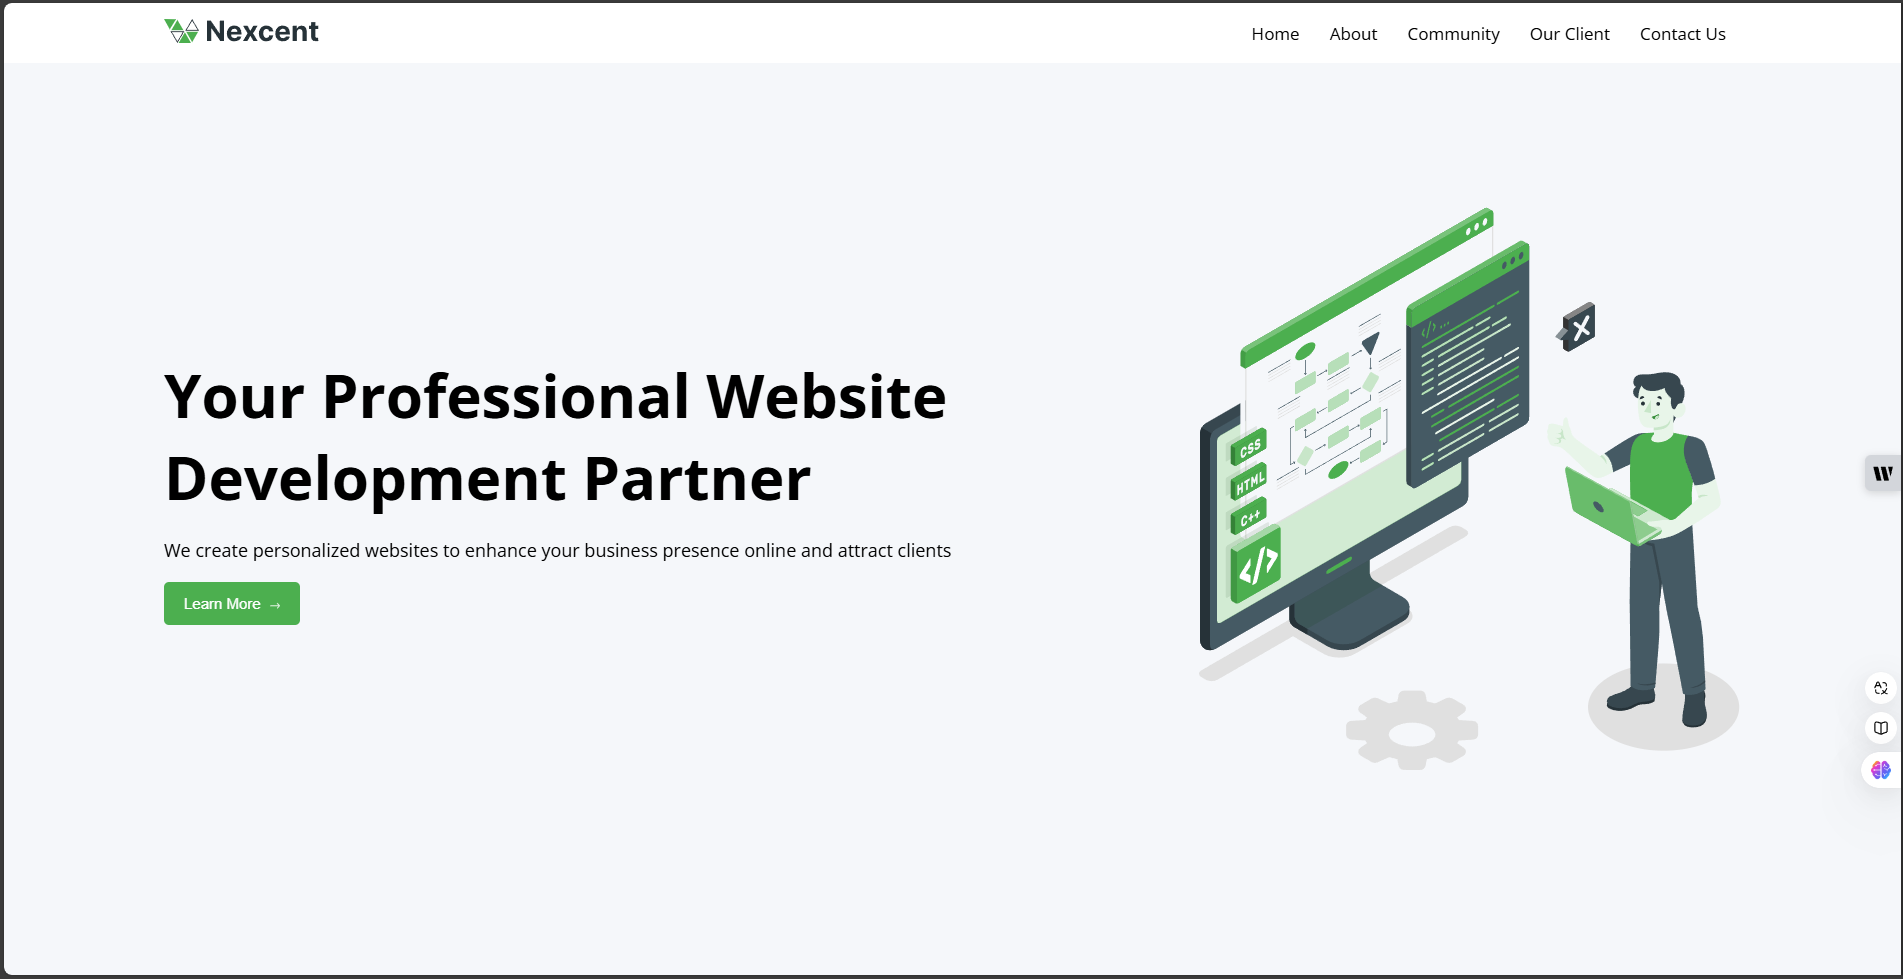 Nexcent
Home About Community Our Client Contact Us
Your Professional Website
Development Partner
We create personalized websites to enhance your business presence online and attract clients
Learn More →
</> ...
CSS
HTML
C++
</>